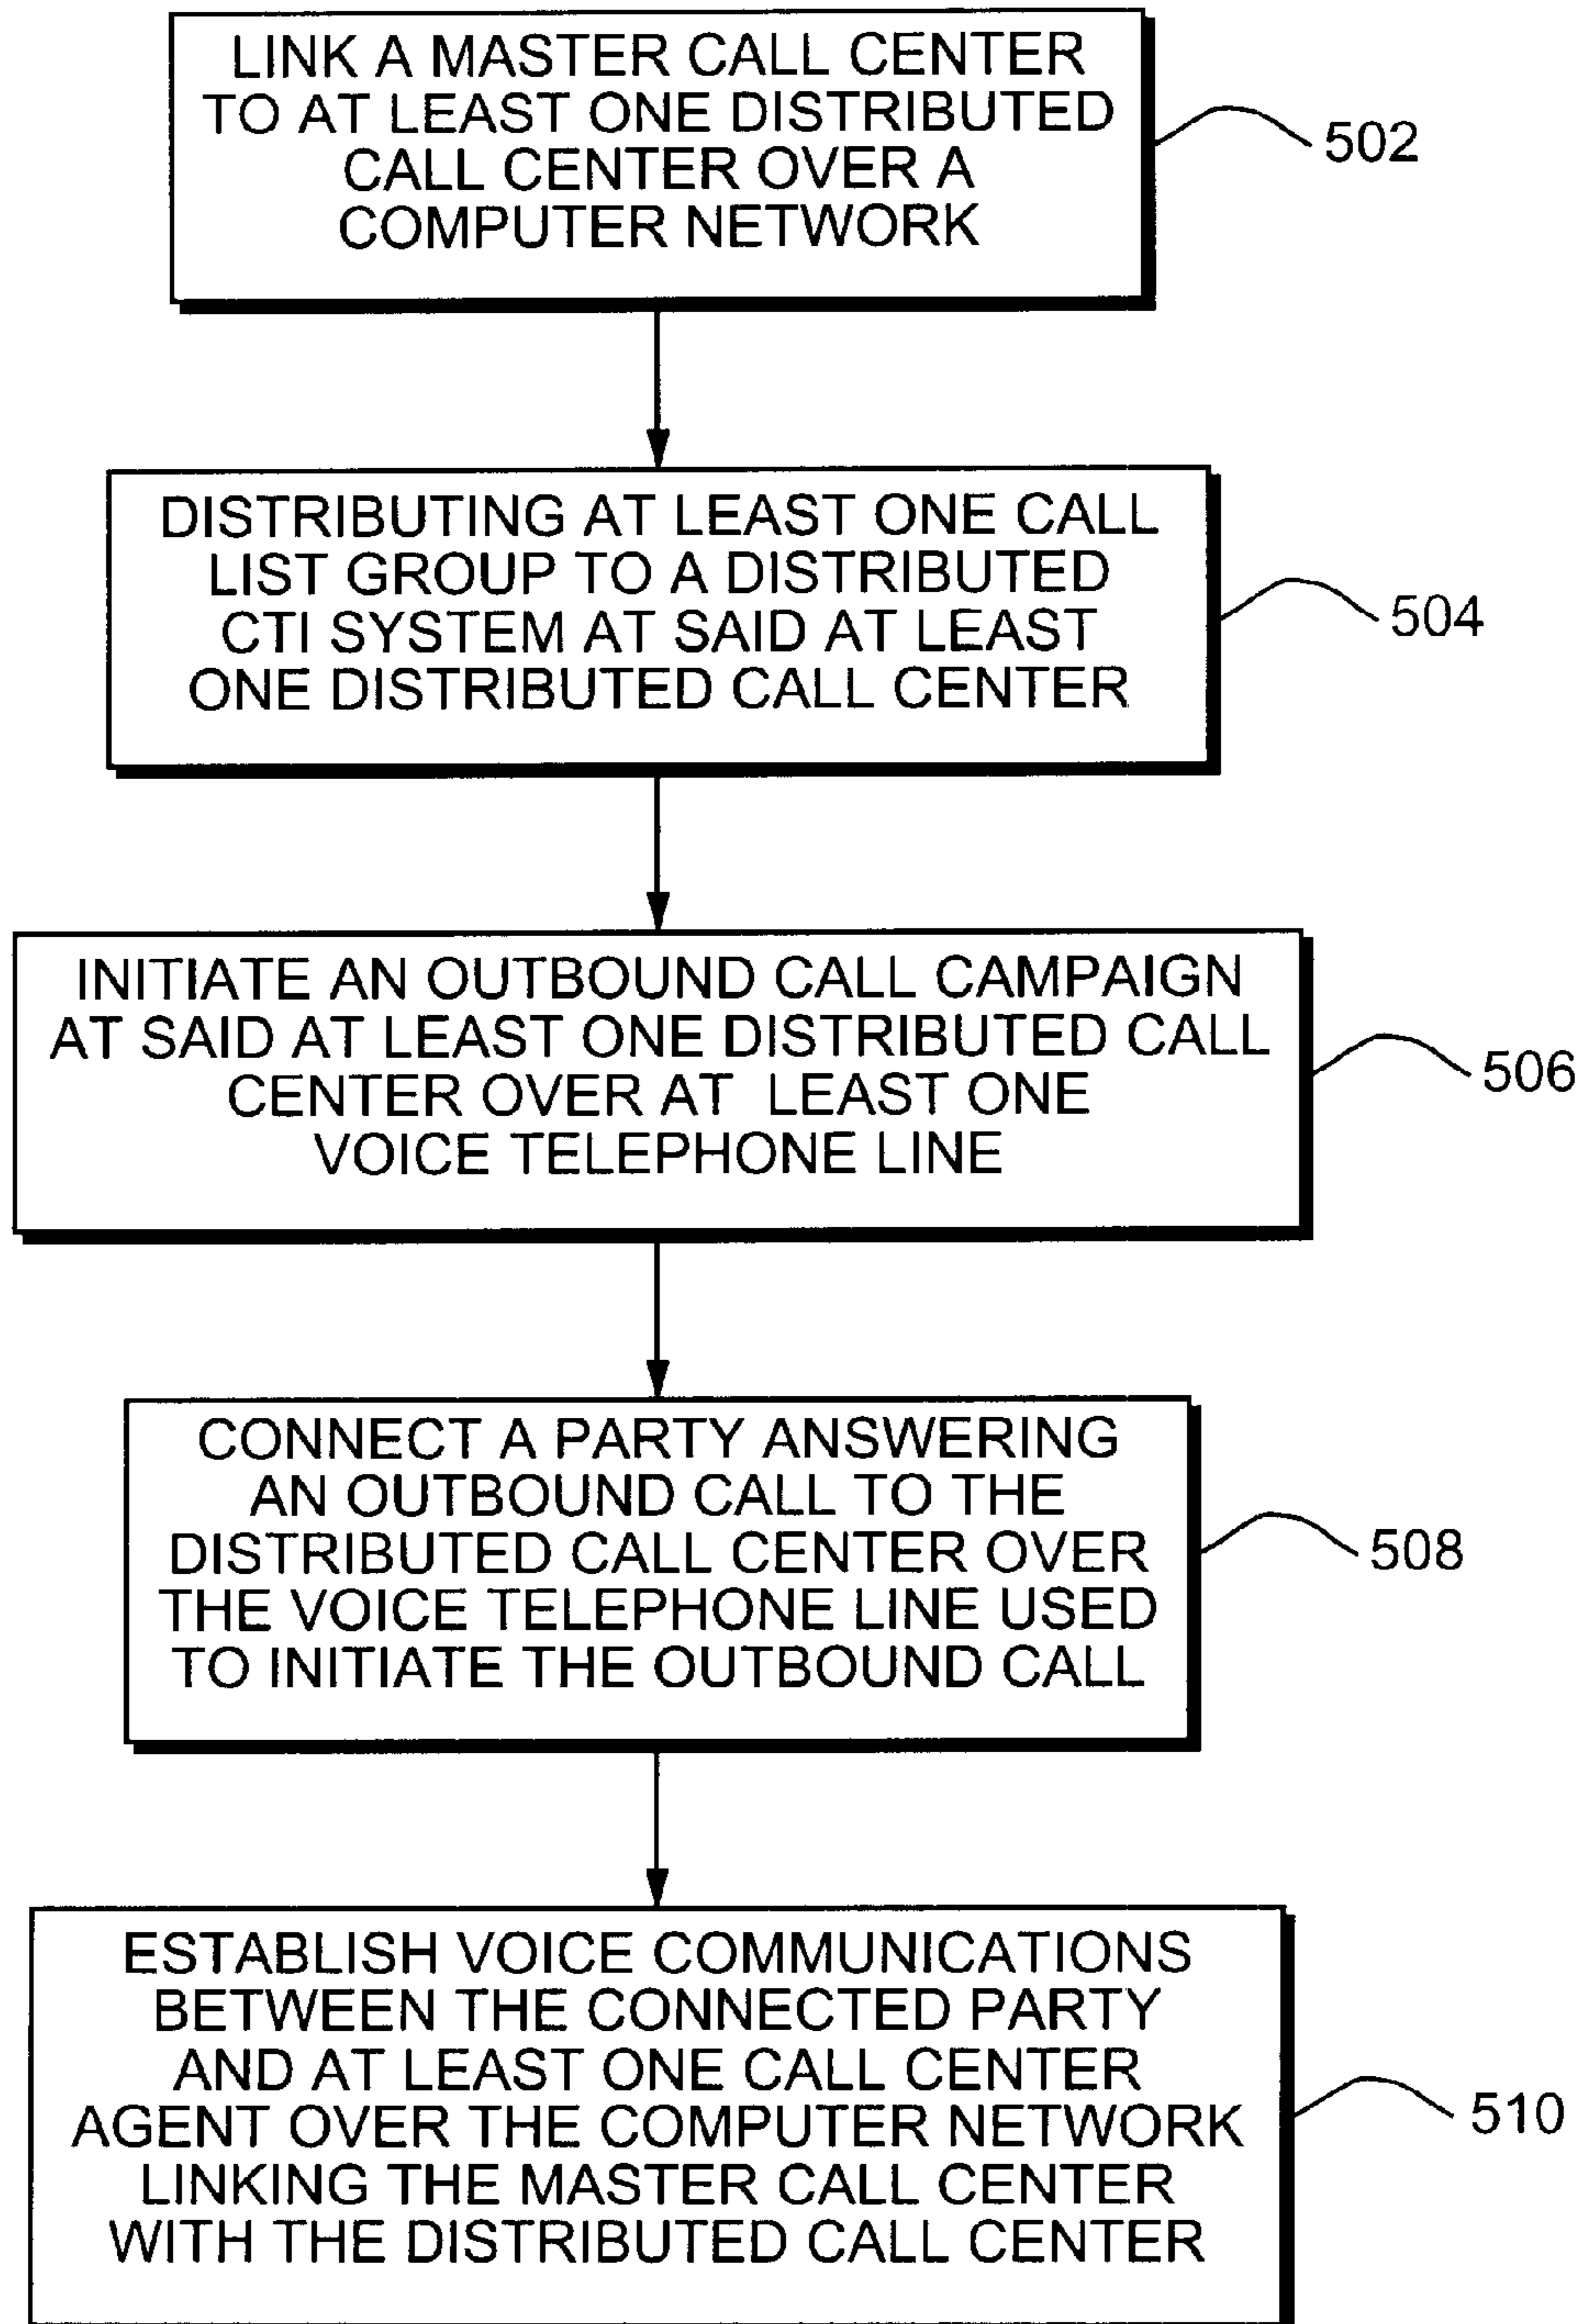 LINK A MASTER CALL CENTER
TO AT LEAST ONE DISTRIBUTED
CALL CENTER OVER A
COMPUTER NETWORK
502
DISTRIBUTING AT LEAST ONE CALL
LIST GROUP TO A DISTRIBUTED
CTI SYSTEM AT SAID AT LEAST
ONE DISTRIBUTED CALL CENTER
504
INITIATE AN OUTBOUND CALL CAMPAIGN
AT SAID AT LEAST ONE DISTRIBUTED CALL
CENTER OVER AT LEAST ONE
VOICE TELEPHONE LINE
506
CONNECT A PARTY ANSWERING
AN OUTBOUND CALL TO THE
DISTRIBUTED CALL CENTER OVER
THE VOICE TELEPHONE LINE USED
TO INITIATE THE OUTBOUND CALL
508
ESTABLISH VOICE COMMUNICATIONS
BETWEEN THE CONNECTED PARTY
AND AT LEAST ONE CALL CENTER
AGENT OVER THE COMPUTER NETWORK
LINKING THE MASTER CALL CENTER
WITH THE DISTRIBUTED CALL CENTER
510